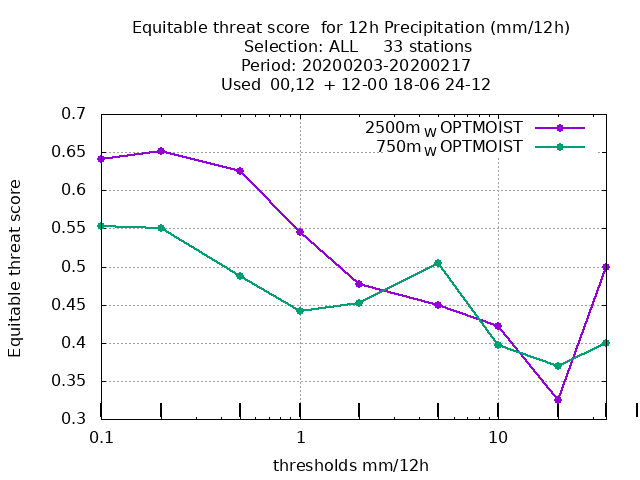 Equitable threat score  for 12h Precipitation (mm/12h)
Selection: ALL     33 stations
Period: 20200203-20200217
Used  00,12  + 12-00 18-06 24-12
0.7
0.65
0.6
0.55
0.5
0.45
0.4
0.35
0.3
Equitable threat score
2500m W OPTMOIST
750m W OPTMOIST
0.1 1 10
thresholds mm/12h